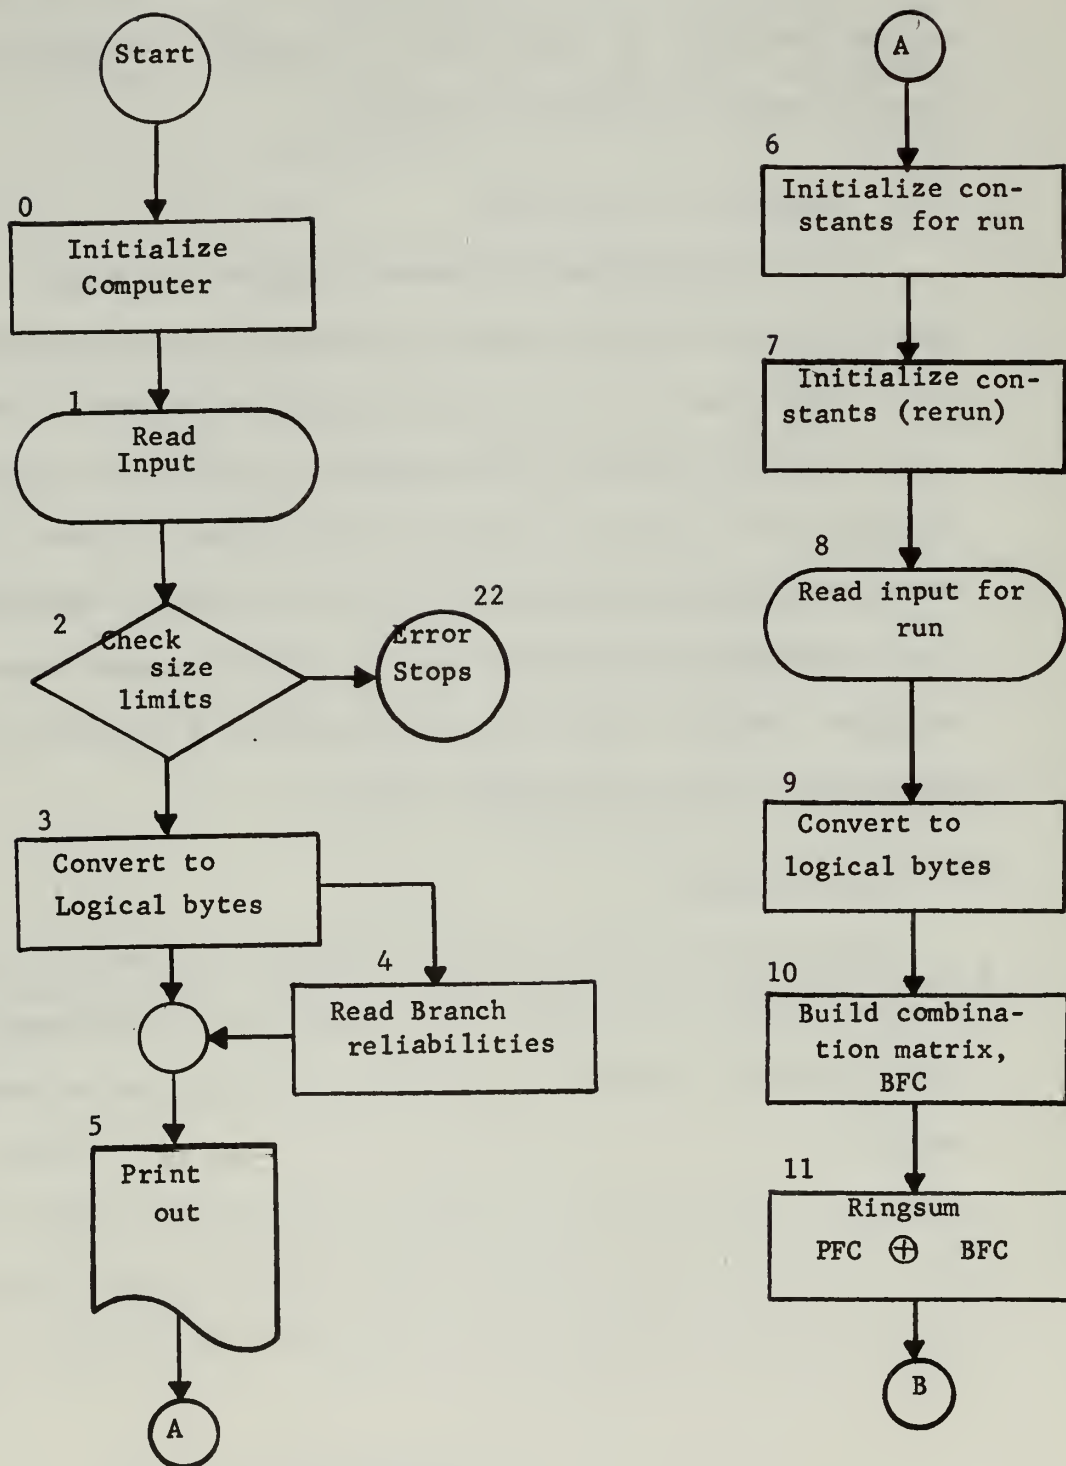 Start
0
Initialize
Computer
1
Read
Input
2
Check
size
limits
22
Error
Stops
3
Convert to
Logical bytes
4
Read Branch
reliabilities
5
Print
out
A
A
6
Initialize con-
stants for run
7
Initialize con-
stants (rerun)
8
Read input for
run
9
Convert to
logical bytes
10
Build combina-
tion matrix,
BFC
11
Ringsum
PFC ⊕ BFC
B